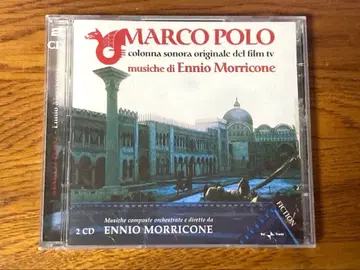 MARCO POLO
colonna sonora originale del film tv
musiche di Ennio Morricone
FICTION
Musiche composte orchestrate e dirette da
2 CD ENNIO MORRICONE